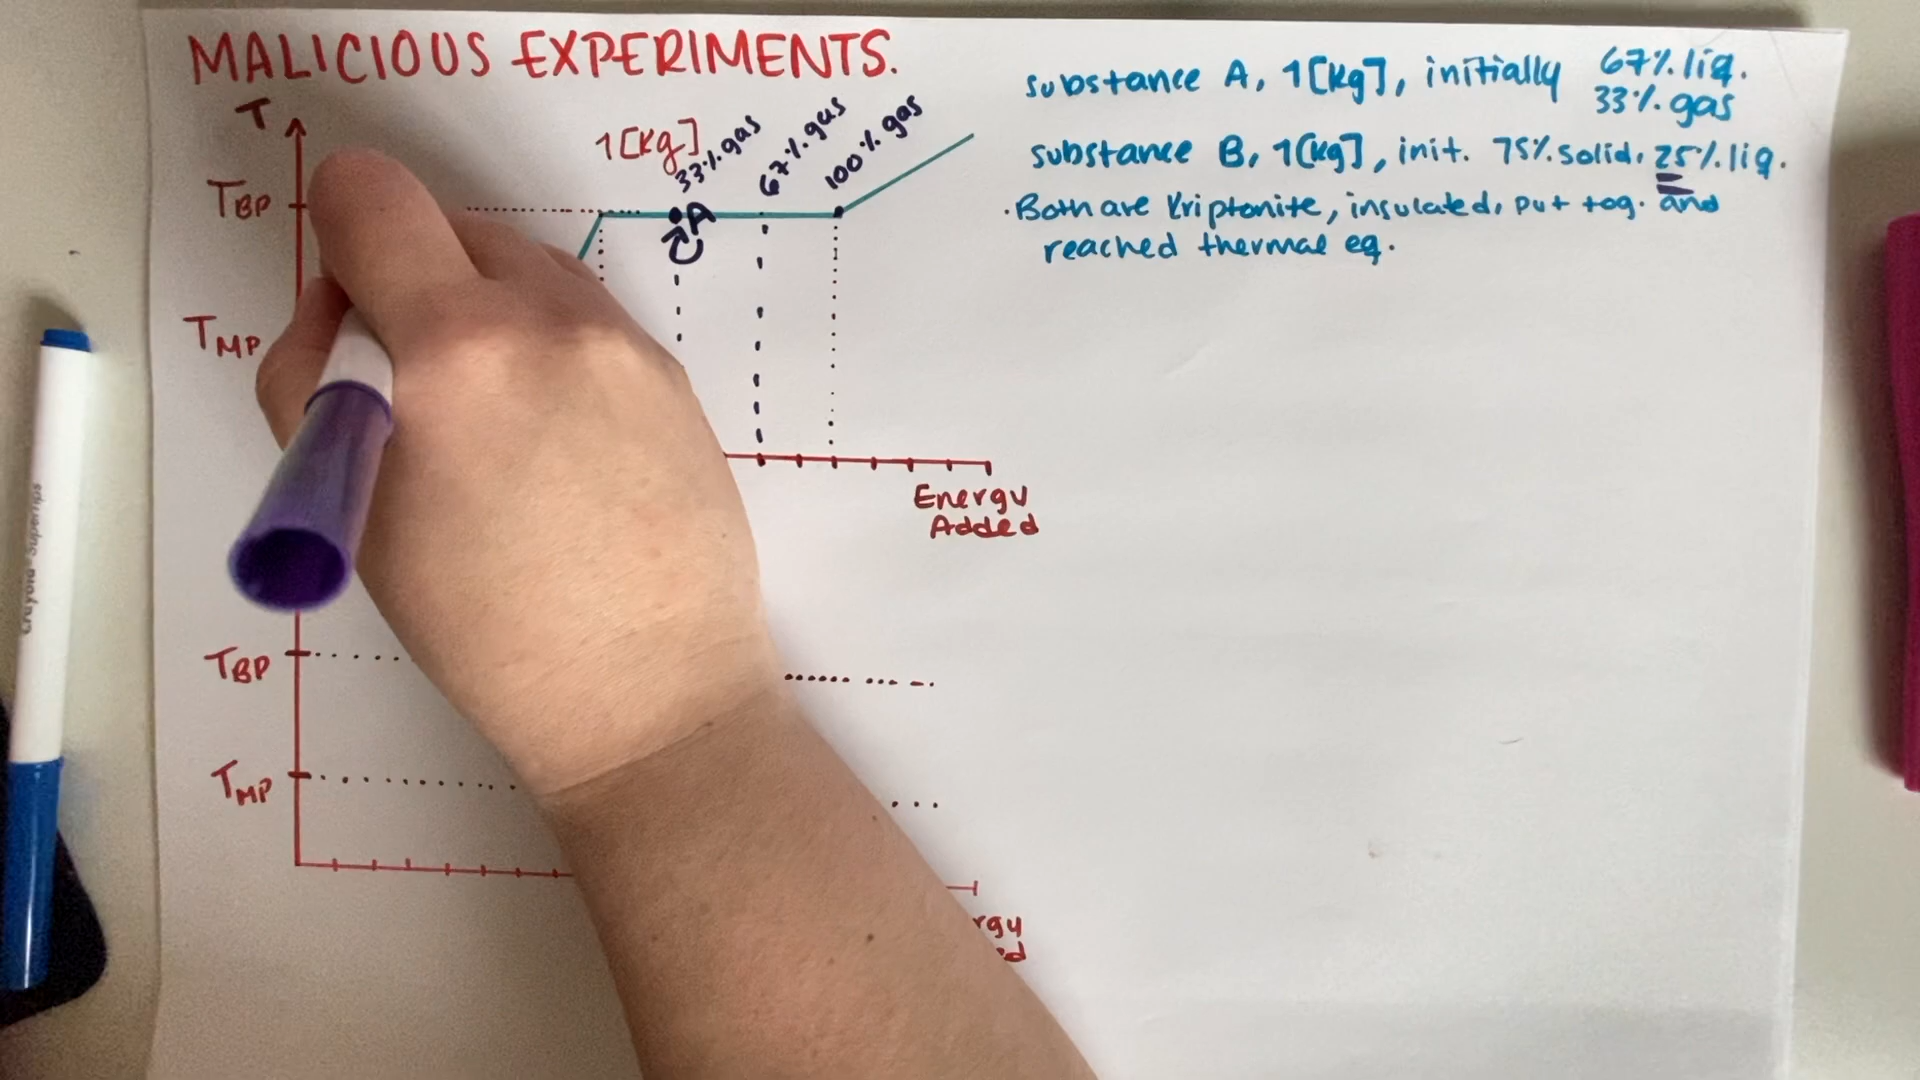 MALICIOUS EXPERIMENTS.
substance A, 1[kg], initially 67% liq.
33% gas
substance B, 1[kg], init. 75% solid, 25% liq.
· Both are Kriptonite, insulated, put tog. and
reached thermal eq.
T
1[kg]
33% gas
67% gas
100% gas
TBP
A
TMP
Energy
Added
TBP
TMP
Crayola SuperTips